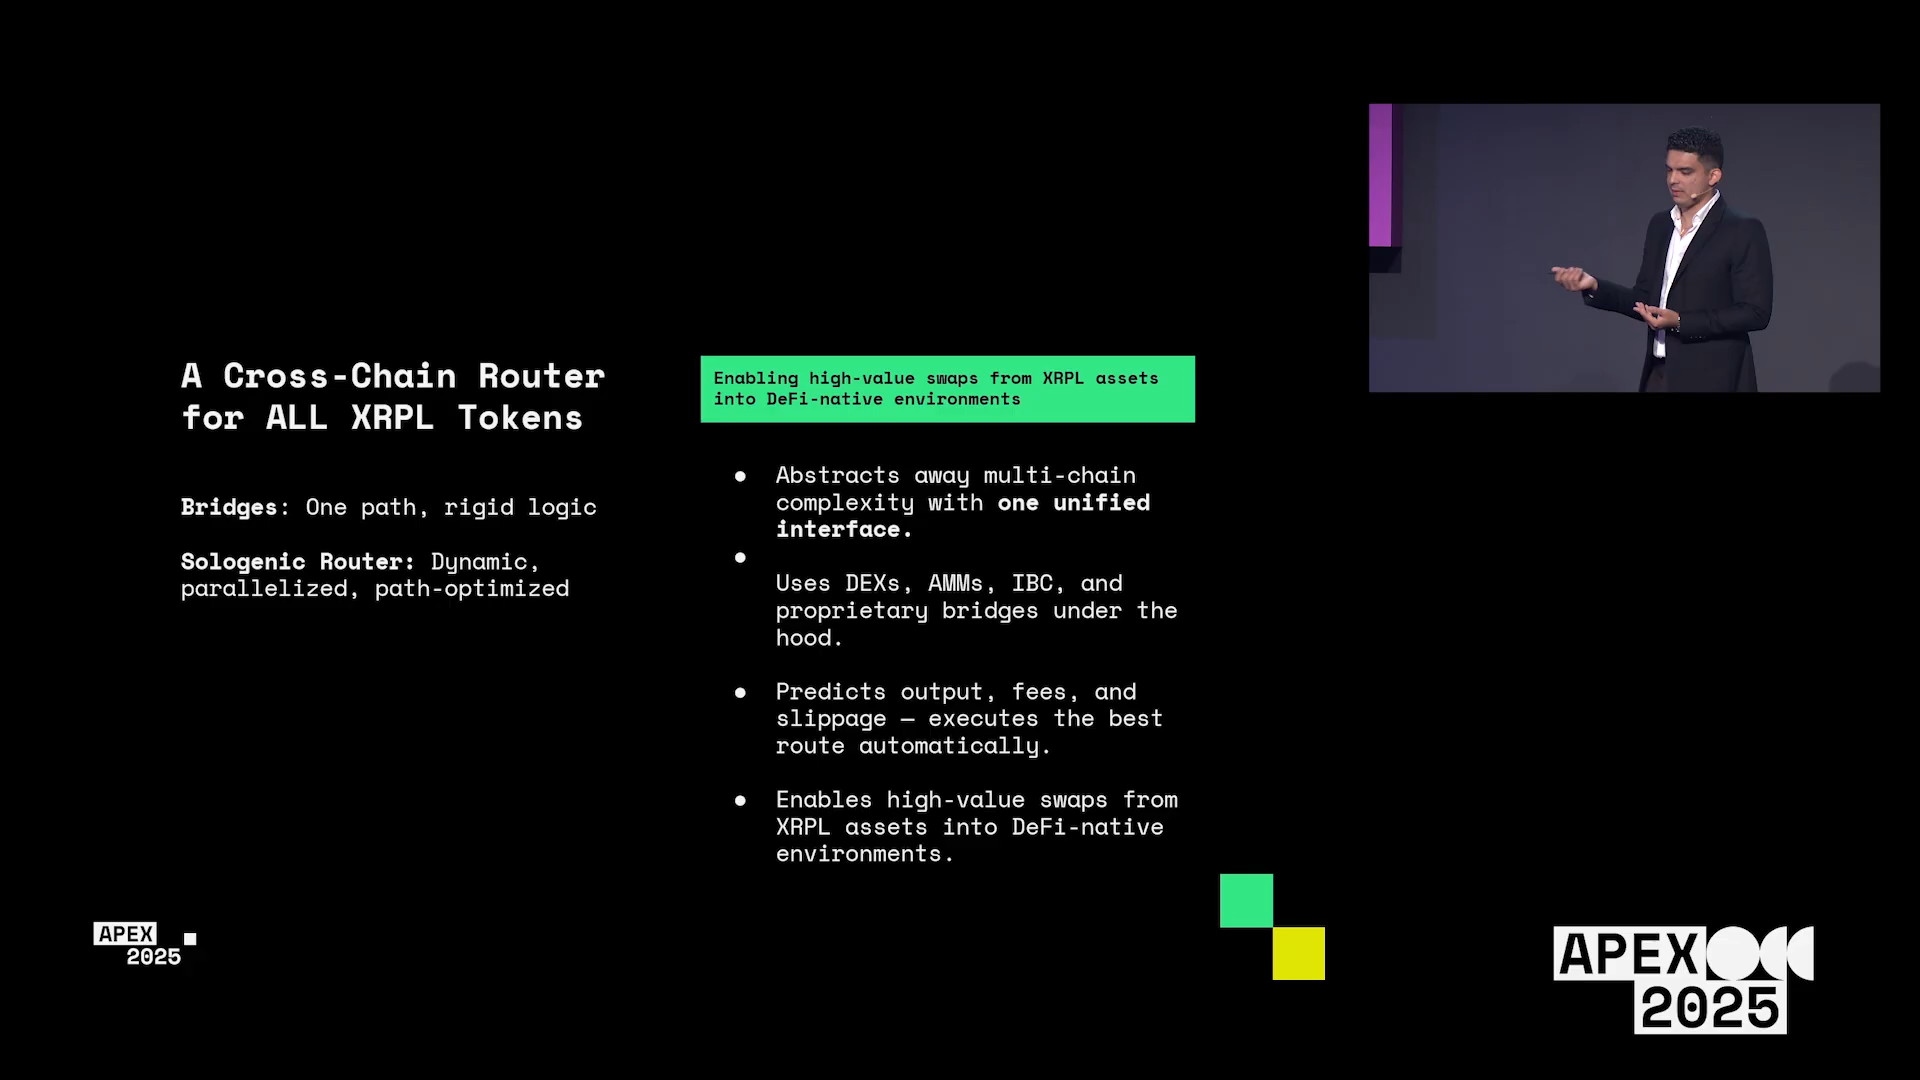 A Cross-Chain Router
for ALL XRPL Tokens
Bridges: One path, rigid logic
Sologenic Router: Dynamic,
parallelized, path-optimized
Enabling high-value swaps from XRPL assets
into DeFi-native environments
● Abstracts away multi-chain
complexity with one unified
interface.
●
Uses DEXs, AMMs, IBC, and
proprietary bridges under the
hood.
● Predicts output, fees, and
slippage — executes the best
route automatically.
● Enables high-value swaps from
XRPL assets into DeFi-native
environments.
APEX
2025
APEX
2025